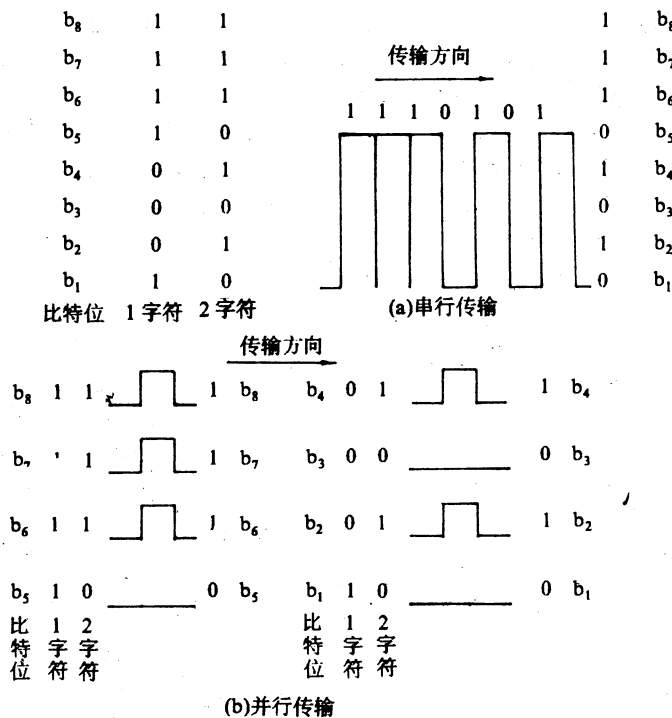 b₈ 1 1 1 b₈
b₇ 1 1 传输方向 1 b₇
b₆ 1 1 1 b₆
1 1 1 0 1 0 1
b₅ 1 0 0 b₅
b₄ 0 1 1 b₄
b₃ 0 0 0 b₃
b₂ 0 1 1 b₂
b₁ 1 0 0 b₁
比特位 1字符 2字符 (a)串行传输
传输方向
b₈ 1 1 1 b₈ b₄ 0 1 1 b₄
b₇ 1 1 b₇ b₃ 0 0 0 b₃
b₆ 1 1 1 b₆ b₂ 0 1 1 b₂
b₅ 1 0 0 b₅ b₁ 1 0 0 b₁
比特位 1字符 2字符 比特位 1字符 2字符
(b)并行传输